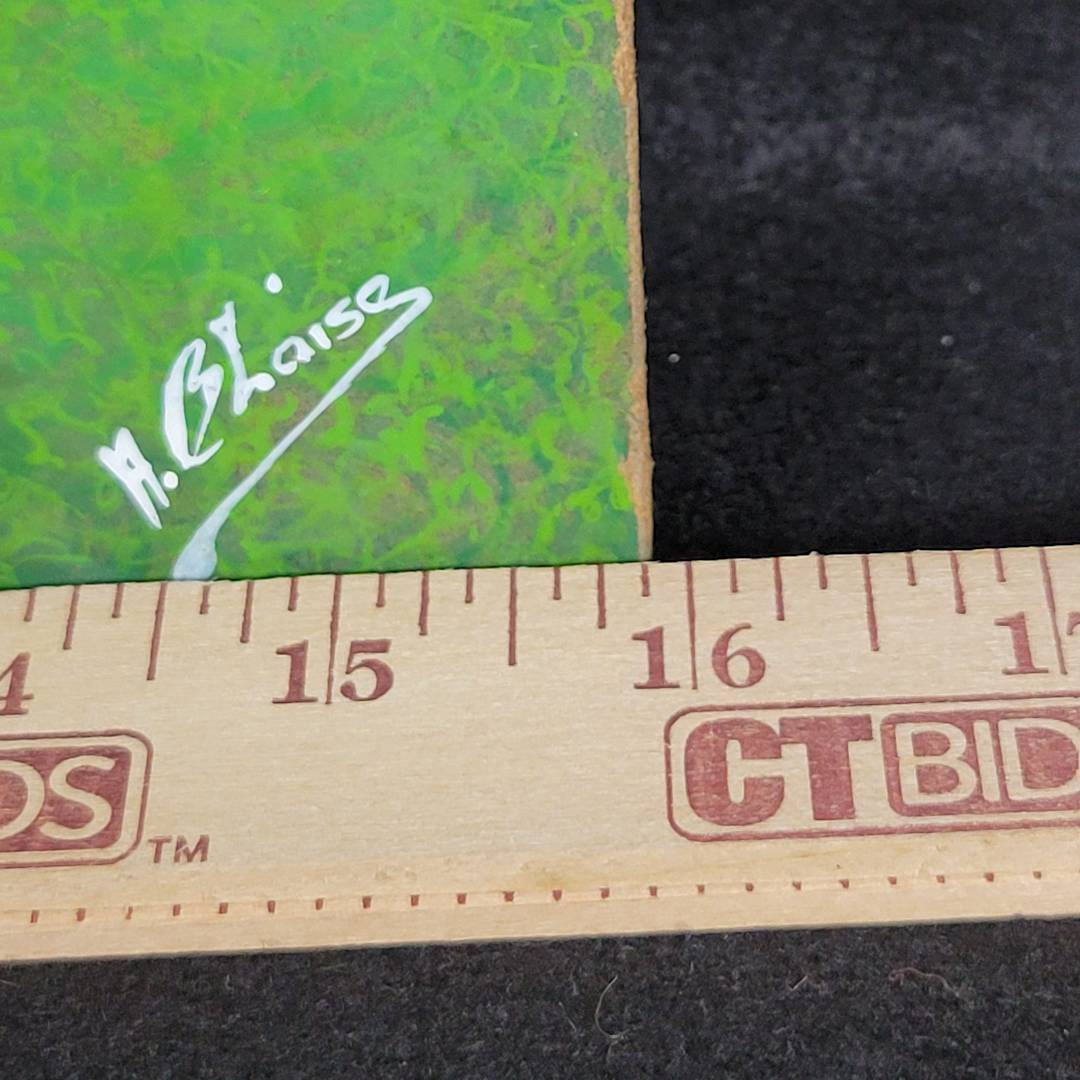 A. Blaise
4 15 16 17
DS CTBID
TM